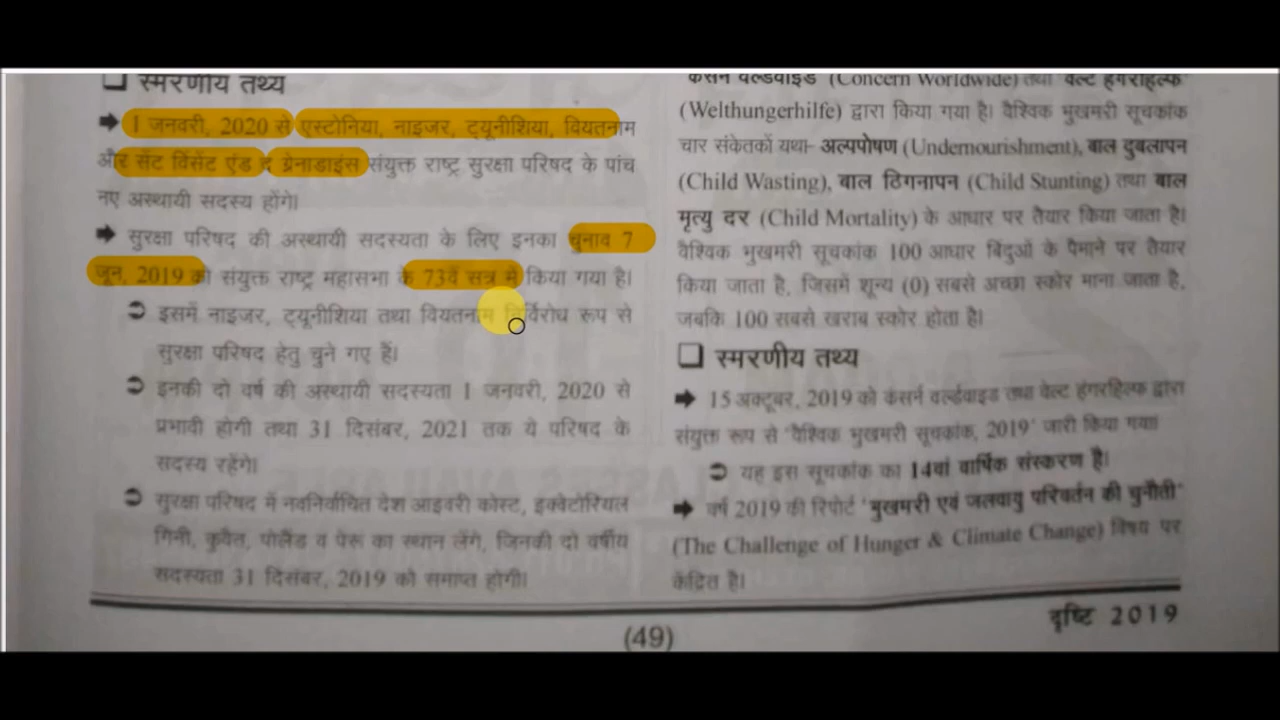 ❑ स्मरणीय तथ्य
➡ 1 जनवरी, 2020 से एस्टोनिया, नाइजर, ट्यूनीशिया, वियतनाम
और सेंट विंसेंट एंड द ग्रेनाडाइंस संयुक्त राष्ट्र सुरक्षा परिषद के पांच
नए अस्थायी सदस्य होंगे।
➡ सुरक्षा परिषद की अस्थायी सदस्यता के लिए इनका चुनाव 7
जून, 2019 को संयुक्त राष्ट्र महासभा के 73वें सत्र में किया गया है।
➲ इसमें नाइजर, ट्यूनीशिया तथा वियतनाम निर्विरोध रूप से
सुरक्षा परिषद हेतु चुने गए हैं।
➲ इनकी दो वर्ष की अस्थायी सदस्यता 1 जनवरी, 2020 से
प्रभावी होगी तथा 31 दिसंबर, 2021 तक ये परिषद के
सदस्य रहेंगे।
➲ सुरक्षा परिषद में नवनिर्वाचित देश आइवरी कोस्ट, इक्वेटोरियल
गिनी, कुवैत, पोलैंड व पेरू का स्थान लेंगे, जिनकी दो वर्षीय
सदस्यता 31 दिसंबर, 2019 को समाप्त होगी।
कंसर्न वर्ल्डवाइड (Concern Worldwide) तथा वेल्ट हंगरहिल्फ
(Welthungerhilfe) द्वारा किया गया है। वैश्विक भुखमरी सूचकांक
चार संकेतकों यथा- अल्पपोषण (Undernourishment), बाल दुबलापन
(Child Wasting), बाल ठिगनापन (Child Stunting) तथा बाल
मृत्यु दर (Child Mortality) के आधार पर तैयार किया जाता है।
वैश्विक भुखमरी सूचकांक 100 आधार बिंदुओं के पैमाने पर तैयार
किया जाता है, जिसमें शून्य (0) सबसे अच्छा स्कोर माना जाता है,
जबकि 100 सबसे खराब स्कोर होता है।
❑ स्मरणीय तथ्य
➡ 15 अक्टूबर, 2019 को कंसर्न वर्ल्डवाइड तथा वेल्ट हंगरहिल्फ द्वारा
संयुक्त रूप से 'वैश्विक भुखमरी सूचकांक, 2019' जारी किया गया।
➲ यह इस सूचकांक का 14वां वार्षिक संस्करण है।
➡ वर्ष 2019 की रिपोर्ट 'भुखमरी एवं जलवायु परिवर्तन की चुनौती'
(The Challenge of Hunger & Climate Change) विषय पर
केंद्रित है।
दृष्टि 2019
(49)